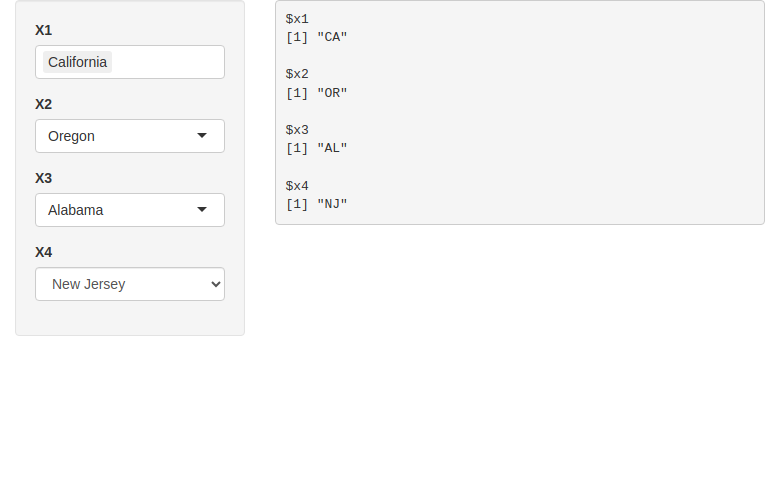 X1
California
X2
Oregon
X3
Alabama
X4
New Jersey
$x1
[1] "CA"
$x2
[1] "OR"
$x3
[1] "AL"
$x4
[1] "NJ"